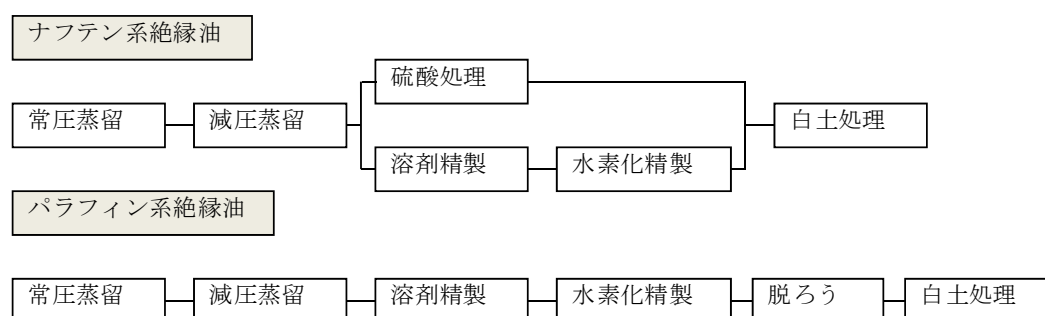 ナフテン系絶縁油
硫酸処理
常圧蒸留
減圧蒸留
白土処理
溶剤精製
水素化精製
パラフィン系絶縁油
常圧蒸留
減圧蒸留
溶剤精製
水素化精製
脱ろう
白土処理